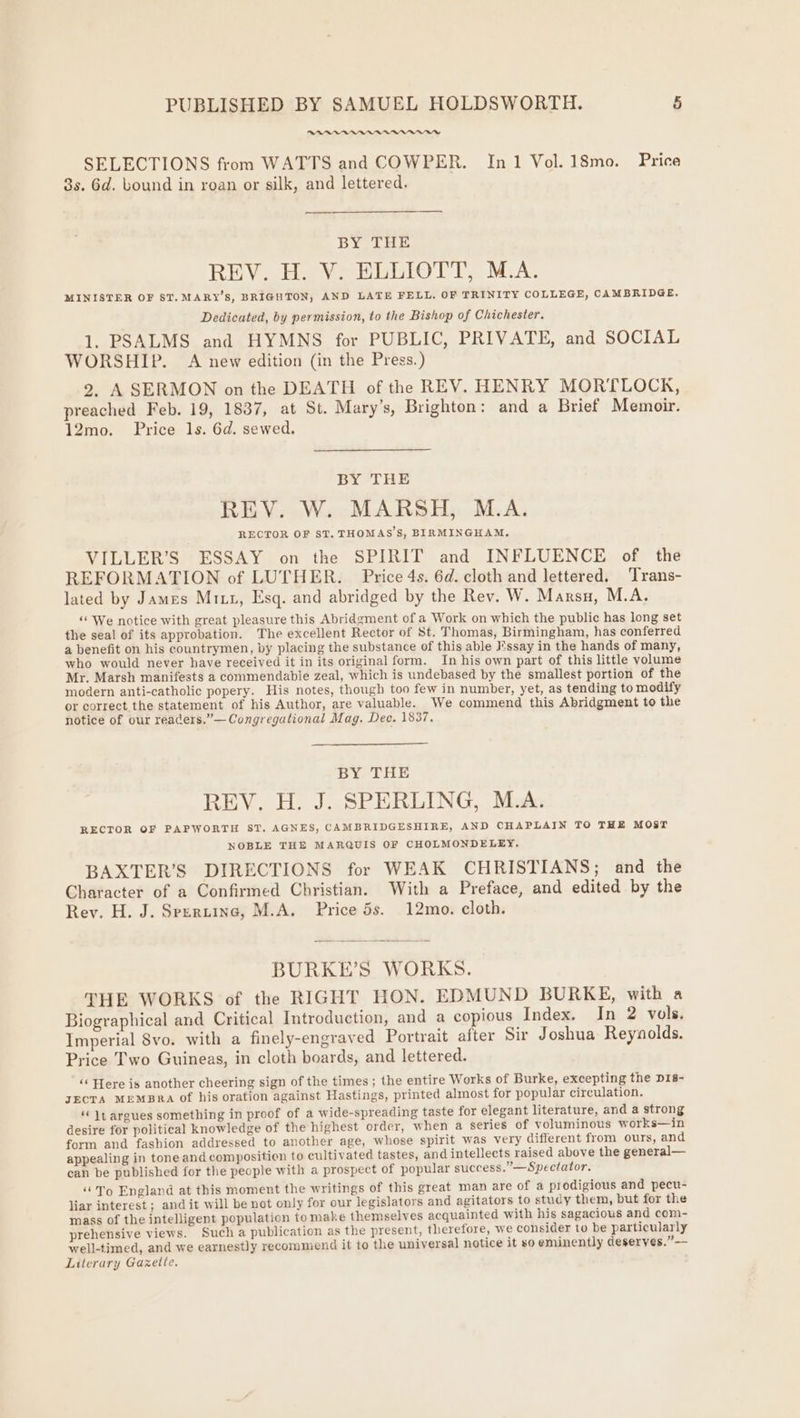 PUBLISHED BY SAMUEL HOLDSWORTH. 5
SELECTIONS from WATTS and COWPER. In 1 Vol. 18mo. Price
3s. 6d. bound in roan or silk, and lettered.
BY THE
REV. H. V. ELLIOTT, M.A.
MINISTER OF ST. MARY'S, BRIGHTON, AND LATE FELL. OF TRINITY COLLEGE, CAMBRIDGE.
Dedicated, by permission, to the Bishop of Chichester.
1. PSALMS and HYMNS for PUBLIC, PRIVATE, and SOCIAL
WORSHIP. A new edition (in the Press.)
2. A SERMON on the DEATH of the REV. HENRY MORTLOCK,
preached Feb. 19, 1837, at St. Mary's, Brighton: and a Brief Memoir.
12mo. Price 1s. 6d. sewed.
BY THE
REV. W. MARSH, M.A.
RECTOR OF ST. THOMAS'S, BIRMINGHAM.
VILLER'S ESSAY on the SPIRIT and INFLUENCE of the
REFORMATION of LUTHER. Price 4s. 6d. cloth and lettered. Trans-
lated by JAMES MILL, Esq. and abridged by the Rev. W. MARSH, M.A.
“We notice with great pleasure this Abridgment of a Work on which the public has long set
the seal of its approbation. The excellent Rector of St. Thomas, Birmingham, has conferred
a benefit on his countrymen, by placing the substance of this able Essay in the hands of many,
who would never have received it in its original form. In his own part of this little volume
Mr. Marsh manifests a commendable zeal, which is undebased by the smallest portion of the
modern anti-catholic popery. His notes, though too few in number, yet, as tending to modify
or correct the statement of his Author, are valuable. We commend this Abridgment to the
notice of our readers.”—Congregational Mag. Dec. 1837.
BY THE
REV. H. J. SPERLING, M.A.
RECTOR OF PAPWORTH ST. AGNES, CAMBRIDGESHIRE, AND CHAPLAIN TO THE MOST
NOBLE THE MARQUIS OF CHOLMONDELEY.
BAXTER'S DIRECTIONS for WEAK CHRISTIANS; and the
Character of a Confirmed Christian. With a Preface, and edited by the
Rev. H. J. SPERLING, M.A. Price 5s. 12mo. cloth.
BURKE'S WORKS.
THE WORKS of the RIGHT HON. EDMUND BURKE, with a
Biographical and Critical Introduction, and a copious Index. In 2 vols.
Imperial 8vo. with a finely-engraved Portrait after Sir Joshua Reynolds.
Price Two Guineas, in cloth boards, and lettered.
“Here is another cheering sign of the times; the entire Works of Burke, excepting the DIS-
JECTA MEMBRA of his oration against Hastings, printed almost for popular circulation.
“It argues something in proof of a wide-spreading taste for elegant literature, and a strong
desire for political knowledge of the highest order, when a series of voluminous works—in
form and fashion addressed to another age, whose spirit was very different from ours, and
appealing in tone and composition to cultivated tastes, and intellects raised above the general—
can be published for the people with a prospect of popular success.”—Spectator.
“To England at this moment the writings of this great man are of a prodigious and pecu-
liar interest; and it will be not only for our legislators and agitators to study them, but for the
mass of the intelligent population to make themselves acquainted with his sagacious and com-
prehensive views. Such a publication as the present, therefore, we consider to be particularly
well-timed, and we earnestly recommend it to the universal notice it so eminently deserves.”—
Literary Gazette.